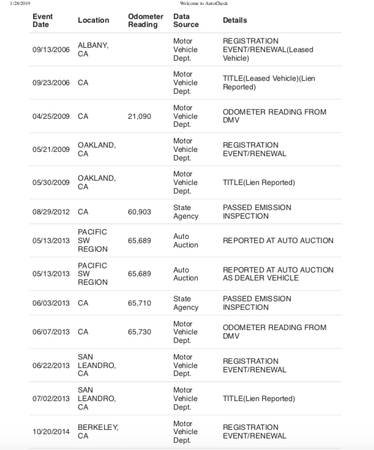 1/28/2019 Welcome to AutoCheck
Event Date Location Odometer Reading Data Source Details
09/13/2006 ALBANY, CA Motor Vehicle Dept. REGISTRATION EVENT/RENEWAL(Leased Vehicle)
09/23/2006 CA Motor Vehicle Dept. TITLE(Leased Vehicle)(Lien Reported)
04/25/2009 CA 21,090 Motor Vehicle Dept. ODOMETER READING FROM DMV
05/21/2009 OAKLAND, CA Motor Vehicle Dept. REGISTRATION EVENT/RENEWAL
05/30/2009 OAKLAND, CA Motor Vehicle Dept. TITLE(Lien Reported)
08/29/2012 CA 60,903 State Agency PASSED EMISSION INSPECTION
05/13/2013 PACIFIC SW REGION 65,689 Auto Auction REPORTED AT AUTO AUCTION
05/13/2013 PACIFIC SW REGION 65,689 Auto Auction REPORTED AT AUTO AUCTION AS DEALER VEHICLE
06/03/2013 CA 65,710 State Agency PASSED EMISSION INSPECTION
06/07/2013 CA 65,730 Motor Vehicle Dept. ODOMETER READING FROM DMV
06/22/2013 SAN LEANDRO, CA Motor Vehicle Dept. REGISTRATION EVENT/RENEWAL
07/02/2013 SAN LEANDRO, CA Motor Vehicle Dept. TITLE(Lien Reported)
10/20/2014 BERKELEY, CA Motor Vehicle Dept. REGISTRATION EVENT/RENEWAL